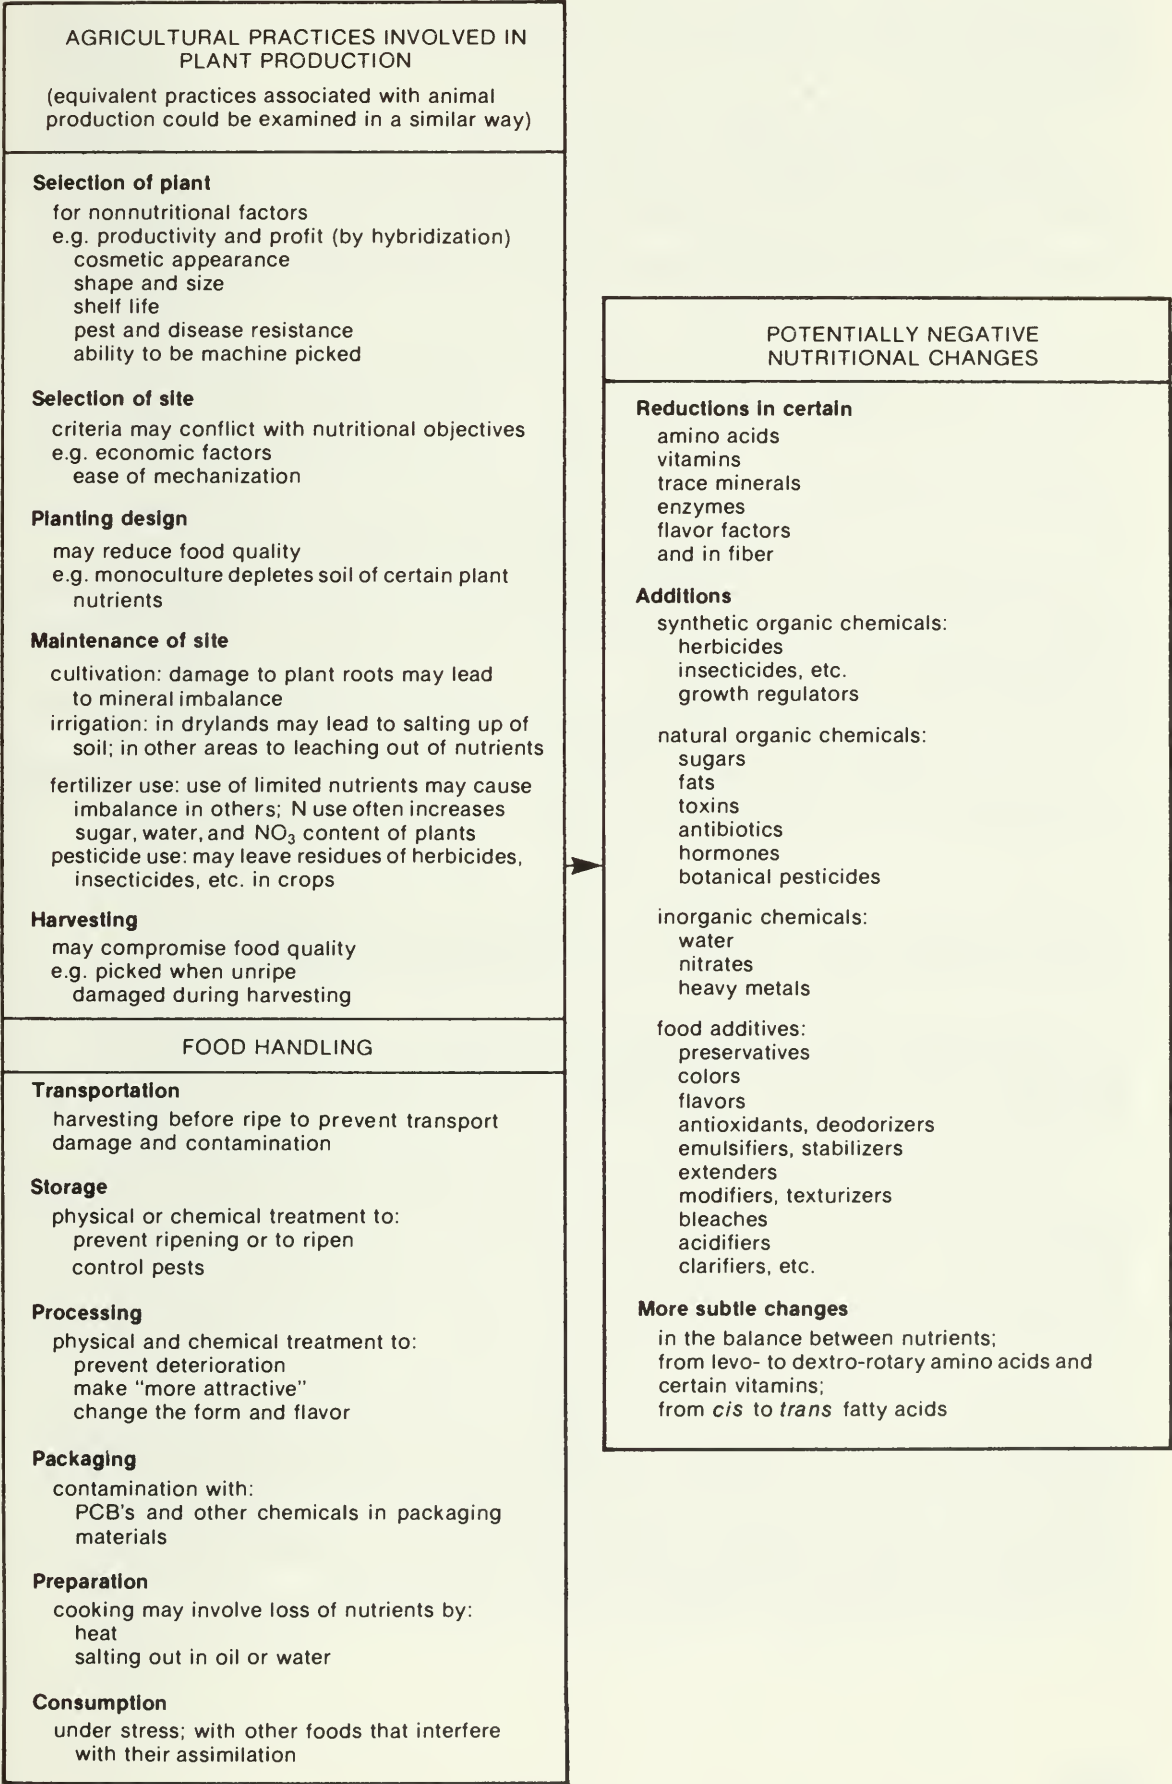 AGRICULTURAL PRACTICES INVOLVED IN
PLANT PRODUCTION
(equivalent practices associated with animal
production could be examined in a similar way)
Selection of plant
for nonnutritional factors
e.g. productivity and profit (by hybridization)
cosmetic appearance
shape and size
shelf life
pest and disease resistance
ability to be machine picked
Selection of site
criteria may conflict with nutritional objectives
e.g. economic factors
ease of mechanization
Planting design
may reduce food quality
e.g. monoculture depletes soil of certain plant
nutrients
Maintenance of site
cultivation: damage to plant roots may lead
to mineral imbalance
irrigation: in drylands may lead to salting up of
soil; in other areas to leaching out of nutrients
fertilizer use: use of limited nutrients may cause
imbalance in others; N use often increases
sugar, water, and NO₃ content of plants
pesticide use: may leave residues of herbicides,
insecticides, etc. in crops
Harvesting
may compromise food quality
e.g. picked when unripe
damaged during harvesting
FOOD HANDLING
Transportation
harvesting before ripe to prevent transport
damage and contamination
Storage
physical or chemical treatment to:
prevent ripening or to ripen
control pests
Processing
physical and chemical treatment to:
prevent deterioration
make "more attractive"
change the form and flavor
Packaging
contamination with:
PCB's and other chemicals in packaging
materials
Preparation
cooking may involve loss of nutrients by:
heat
salting out in oil or water
Consumption
under stress; with other foods that interfere
with their assimilation
POTENTIALLY NEGATIVE
NUTRITIONAL CHANGES
Reductions in certain
amino acids
vitamins
trace minerals
enzymes
flavor factors
and in fiber
Additions
synthetic organic chemicals:
herbicides
insecticides, etc.
growth regulators
natural organic chemicals:
sugars
fats
toxins
antibiotics
hormones
botanical pesticides
inorganic chemicals:
water
nitrates
heavy metals
food additives:
preservatives
colors
flavors
antioxidants, deodorizers
emulsifiers, stabilizers
extenders
modifiers, texturizers
bleaches
acidifiers
clarifiers, etc.
More subtle changes
in the balance between nutrients;
from levo- to dextro-rotary amino acids and
certain vitamins;
from cis to trans fatty acids